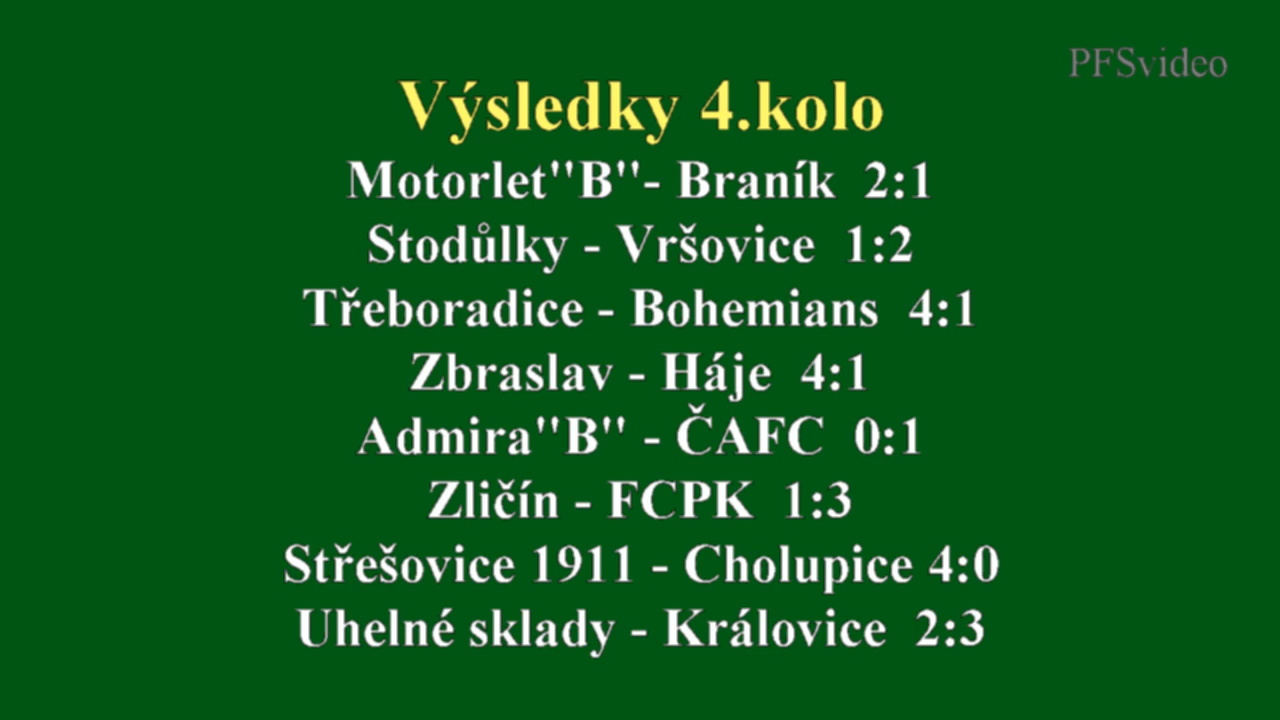 PFSvideo
Výsledky 4.kolo
Motorlet"B"- Braník 2:1
Stodůlky - Vršovice 1:2
Třeboradice - Bohemians 4:1
Zbraslav - Háje 4:1
Admira"B" - ČAFC 0:1
Zličín - FCPK 1:3
Střešovice 1911 - Cholupice 4:0
Uhelné sklady - Královice 2:3